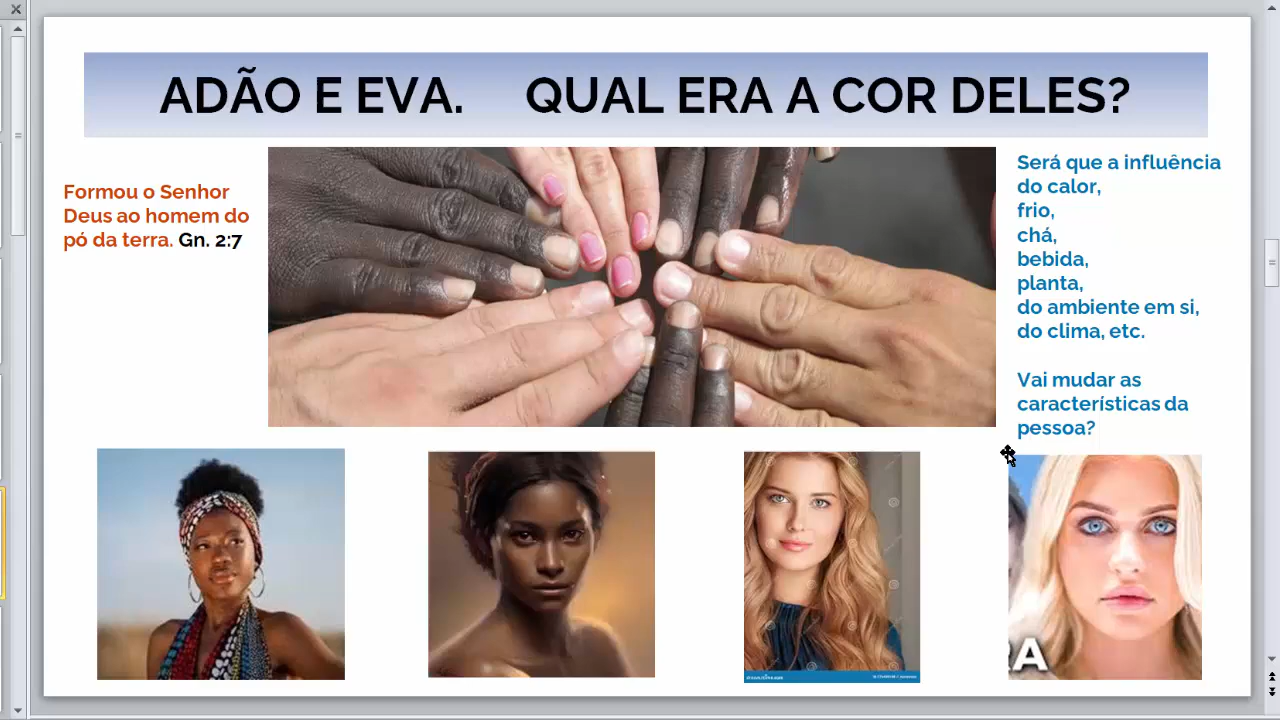 ADÃO E EVA. QUAL ERA A COR DELES?
Formou o Senhor
Deus ao homem do
pó da terra. Gn. 2:7
Será que a influência
do calor,
frio,
chá,
bebida,
planta,
do ambiente em si,
do clima, etc.
Vai mudar as
características da
pessoa?
RA